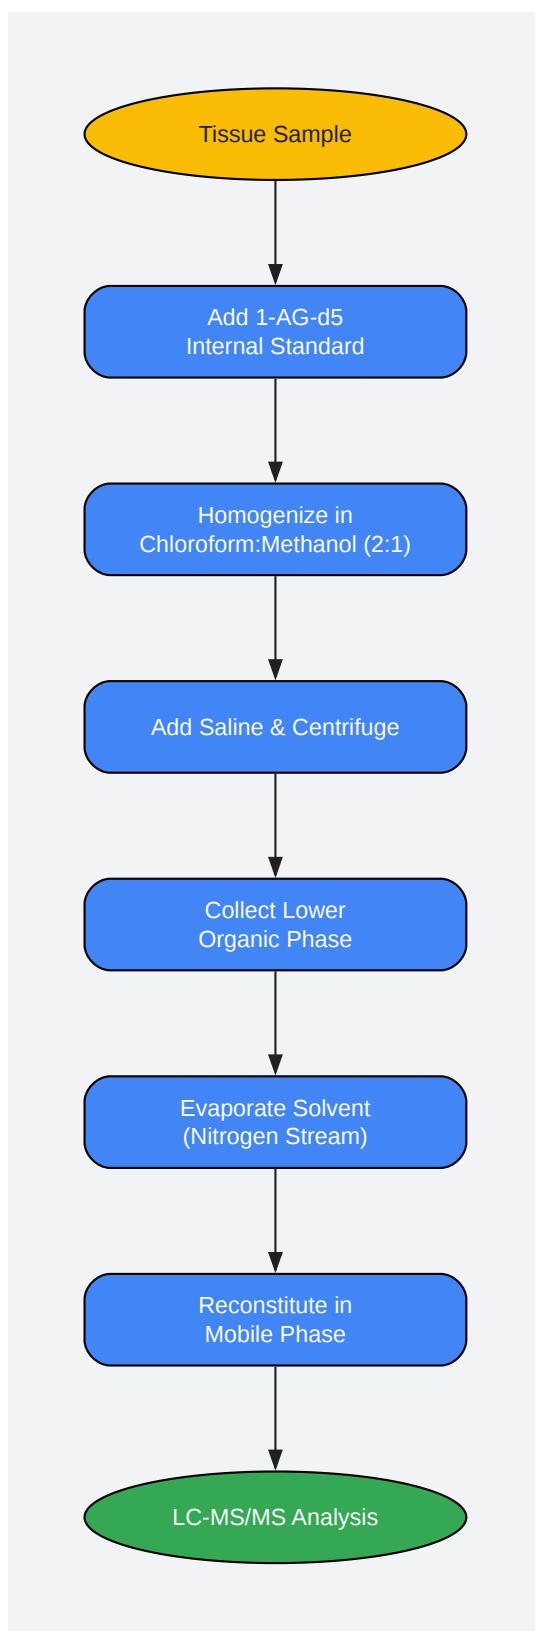 Tissue Sample
Add 1-AG-d5
Internal Standard
Homogenize in
Chloroform:Methanol (2:1)
Add Saline & Centrifuge
Collect Lower
Organic Phase
Evaporate Solvent
(Nitrogen Stream)
Reconstitute in
Mobile Phase
LC-MS/MS Analysis